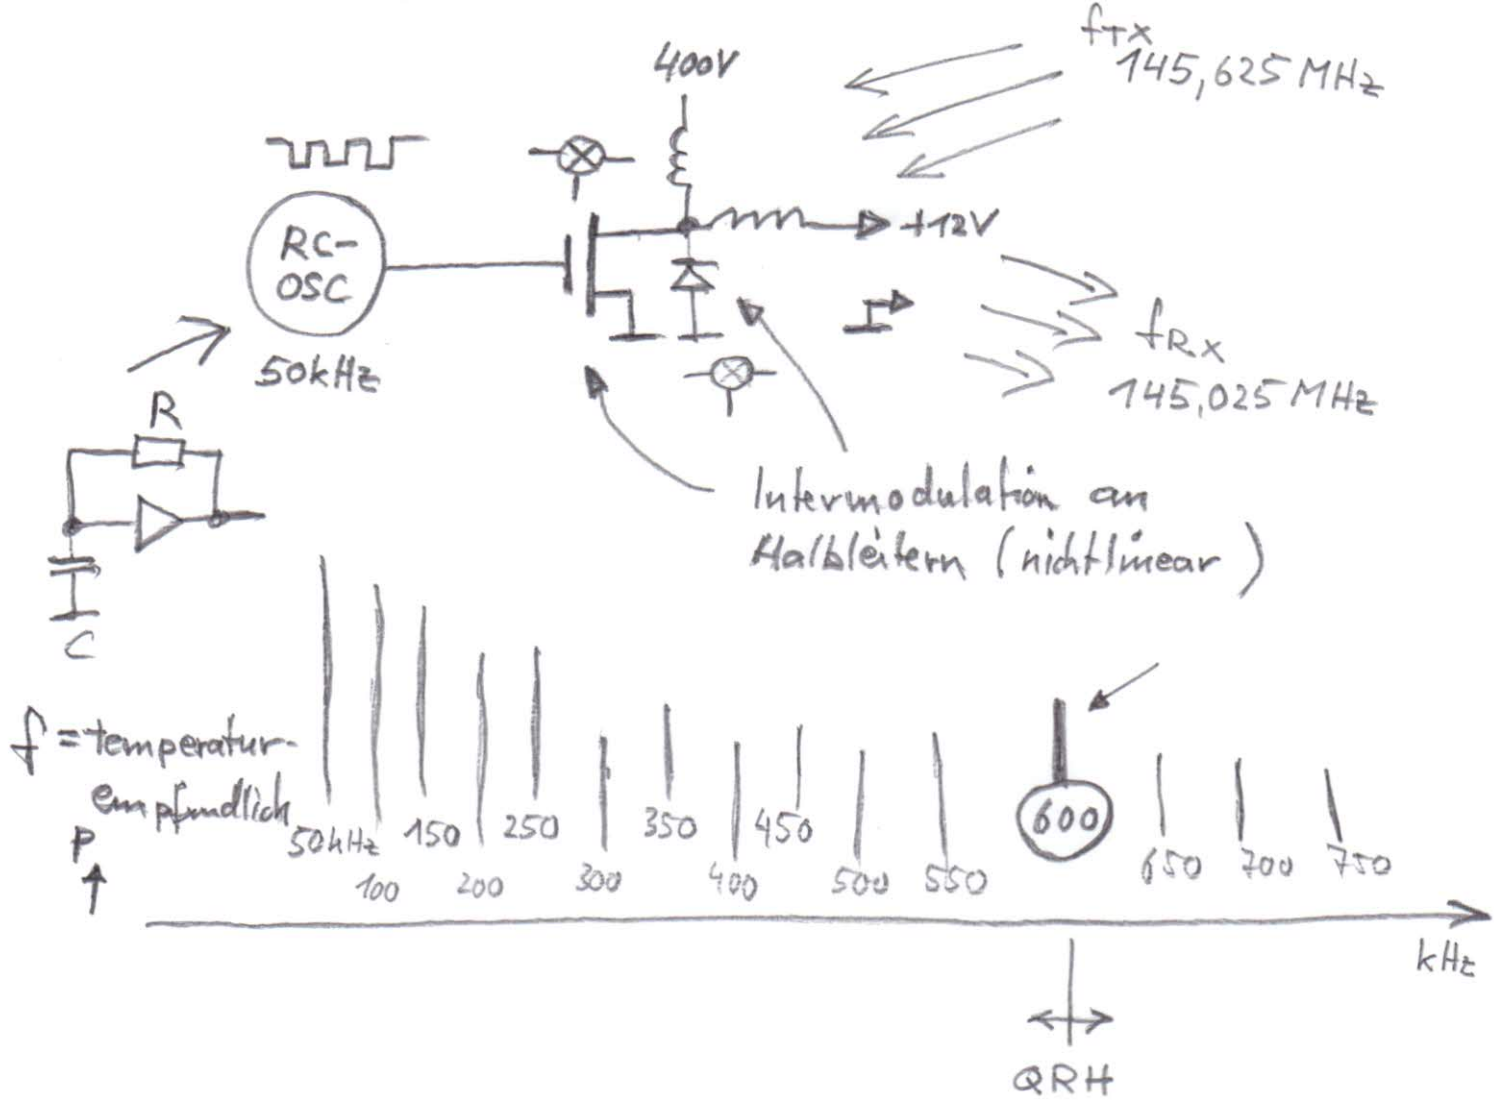 fTX
145,625 MHz
400V
+12V
RC-
OSC
50kHz
fRX
145,025 MHz
R
C
Intermodulation an
Halbleitern (nichtlinear)
f = temperatur-
empfindlich
P
50kHz
100
150
200
250
300
350
400
450
500
550
600
650
700
750
kHz
QRH